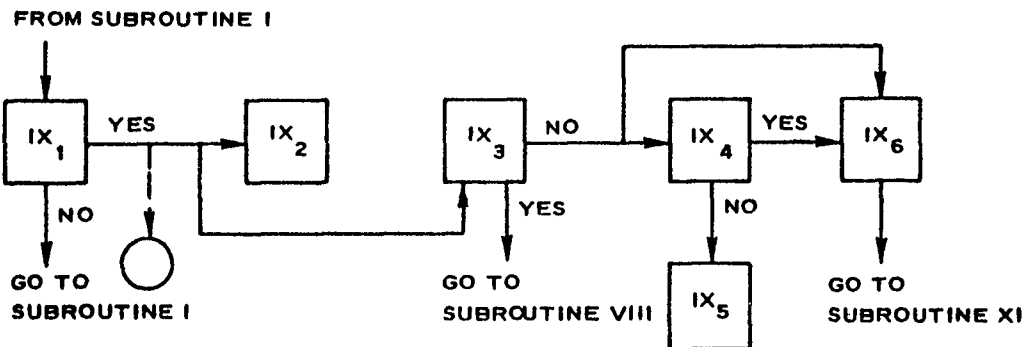 FROM SUBROUTINE I
IX1
YES
IX2
NO
GO TO
SUBROUTINE I
IX3
NO
YES
GO TO
SUBROUTINE VIII
IX4
YES
NO
IX5
IX6
GO TO
SUBROUTINE XI